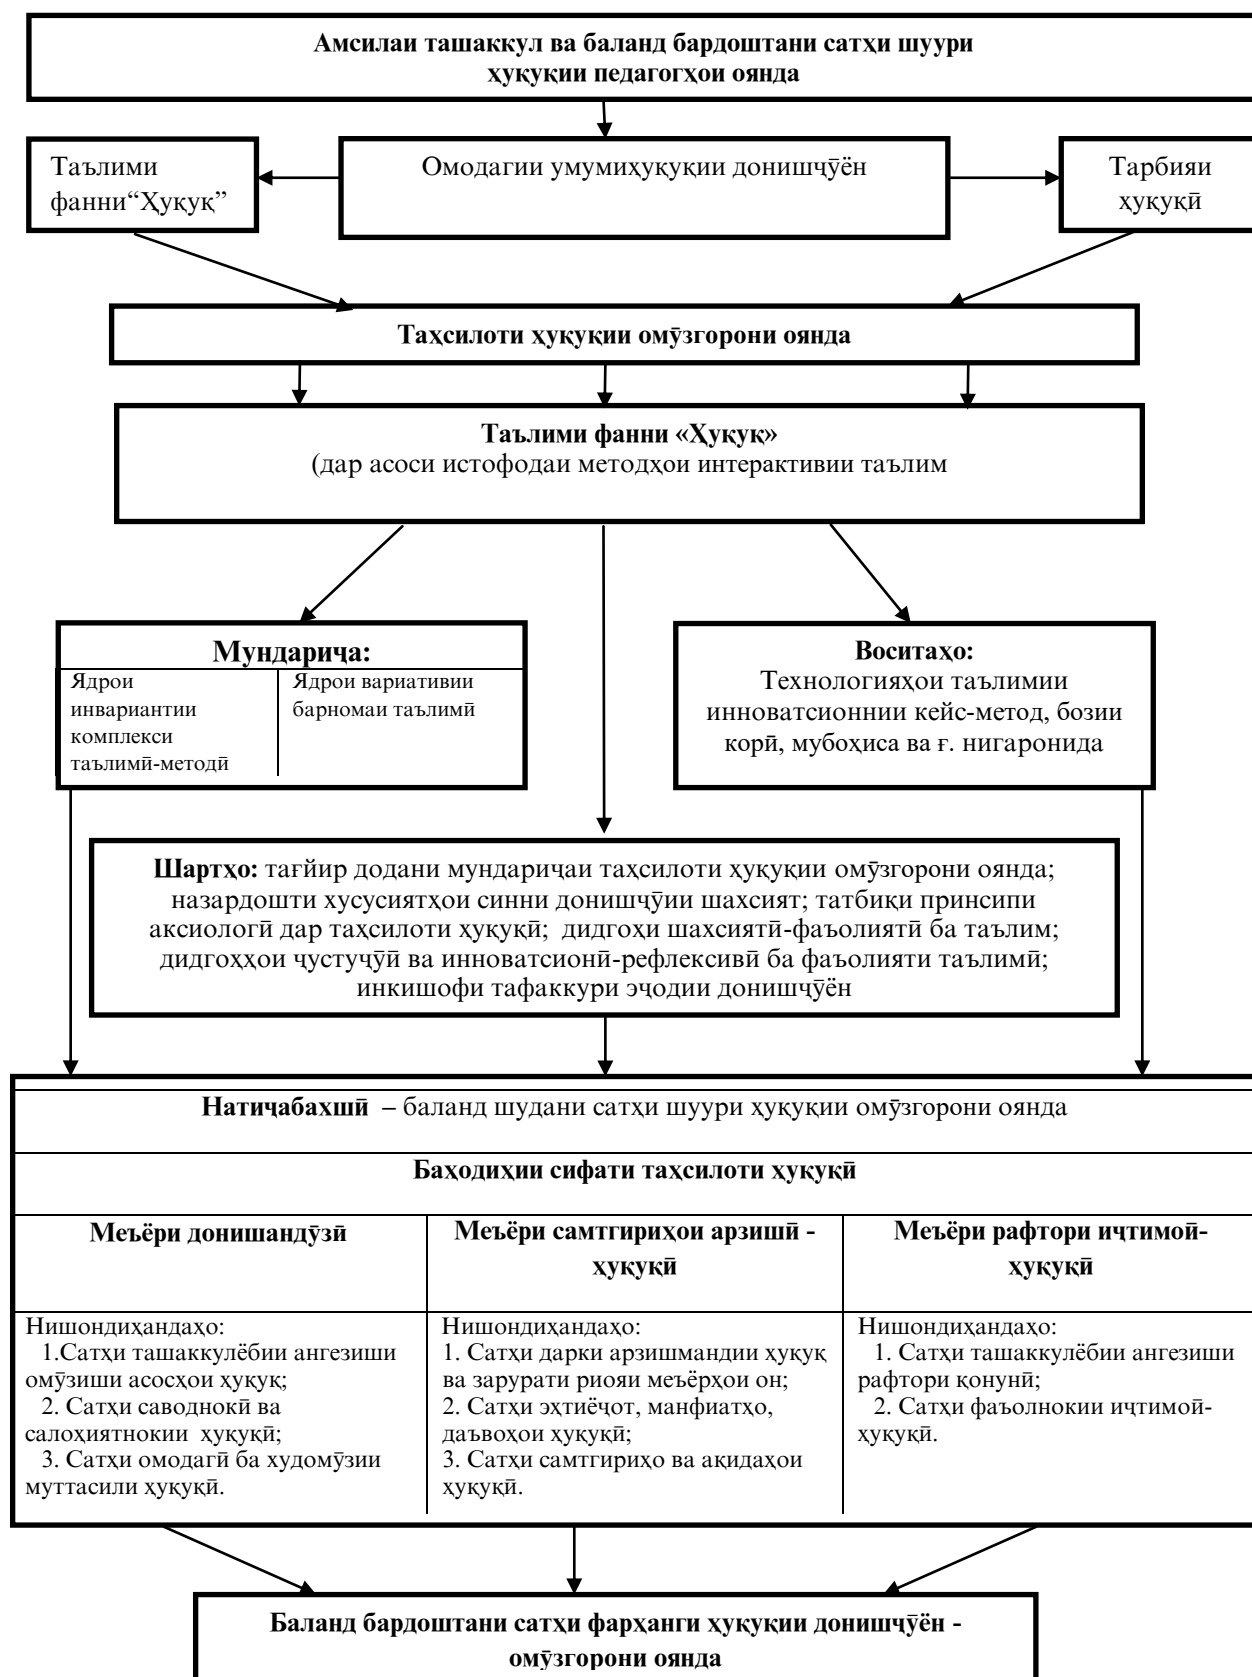 Амсилаи ташаккул ва баланд бардоштани сатҳи шуури
ҳуқуқии педагогҳои оянда
Таълими
фанни“Ҳуқуқ”
Омодагии умумиҳуқуқии донишҷӯён
Тарбияи
ҳуқуқӣ
Таҳсилоти ҳуқуқии омӯзгорони оянда
Таълими фанни «Ҳуқуқ»
(дар асоси истофодаи методҳои интерактивии таълим
Мундариҷа:
Ядрои
инвариантии
комплекси
таълимӣ-методӣ
Ядрои вариативии
барномаи таълимӣ
Воситаҳо:
Технологияҳои таълимии
инноватсионнии кейс-метод, бозии
корӣ, мубоҳиса ва ғ. нигаронида
Шартҳо: тағйир додани мундариҷаи таҳсилоти ҳуқуқии омӯзгорони оянда;
назардошти хусусиятҳои синни донишҷӯии шахсият; татбиқи принсипи
аксиологӣ дар таҳсилоти ҳуқуқӣ; дидгоҳи шахсиятӣ-фаъолиятӣ ба таълим;
дидгоҳҳои ҷустуҷӯӣ ва инноватсионӣ-рефлексивӣ ба фаъолияти таълимӣ;
инкишофи тафаккури эҷодии донишҷӯён
Натиҷабахшӣ – баланд шудани сатҳи шуури ҳуқуқии омӯзгорони оянда
Баҳодиҳии сифати таҳсилоти ҳуқуқӣ
Меъёри донишандӯзӣ
Меъёри самтгириҳои арзишӣ -
ҳуқуқӣ
Меъёри рафтори иҷтимоӣ-
ҳуқуқӣ
Нишондиҳандаҳо:
1.Сатҳи ташаккулёбии ангезиши
омӯзиши асосҳои ҳуқуқ;
2. Сатҳи саводнокӣ ва
салоҳиятнокии ҳуқуқӣ;
3. Сатҳи омодагӣ ба худомӯзии
муттасили ҳуқуқӣ.
Нишондиҳандаҳо:
1. Сатҳи дарки арзишмандии ҳуқуқ
ва зарурати риояи меъёрҳои он;
2. Сатҳи эҳтиёҷот, манфиатҳо,
даъвоҳои ҳуқуқӣ;
3. Сатҳи самтгириҳо ва ақидаҳои
ҳуқуқӣ.
Нишондиҳандаҳо:
1. Сатҳи ташаккулёбии ангезиши
рафтори қонунӣ;
2. Сатҳи фаъолнокии иҷтимоӣ-
ҳуқуқӣ.
Баланд бардоштани сатҳи фарҳанги ҳуқуқии донишҷӯён -
омӯзгорони оянда